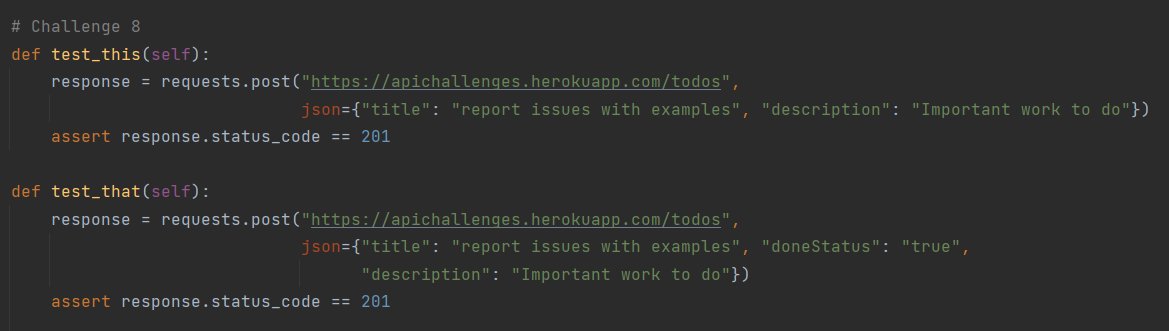 # Challenge 8
def test_this(self):
    response = requests.post("https://apichallenges.herokuapp.com/todos",
                             json={"title": "report issues with examples", "description": "Important work to do"})
    assert response.status_code == 201

def test_that(self):
    response = requests.post("https://apichallenges.herokuapp.com/todos",
                             json={"title": "report issues with examples", "doneStatus": "true",
                                   "description": "Important work to do"})
    assert response.status_code == 201